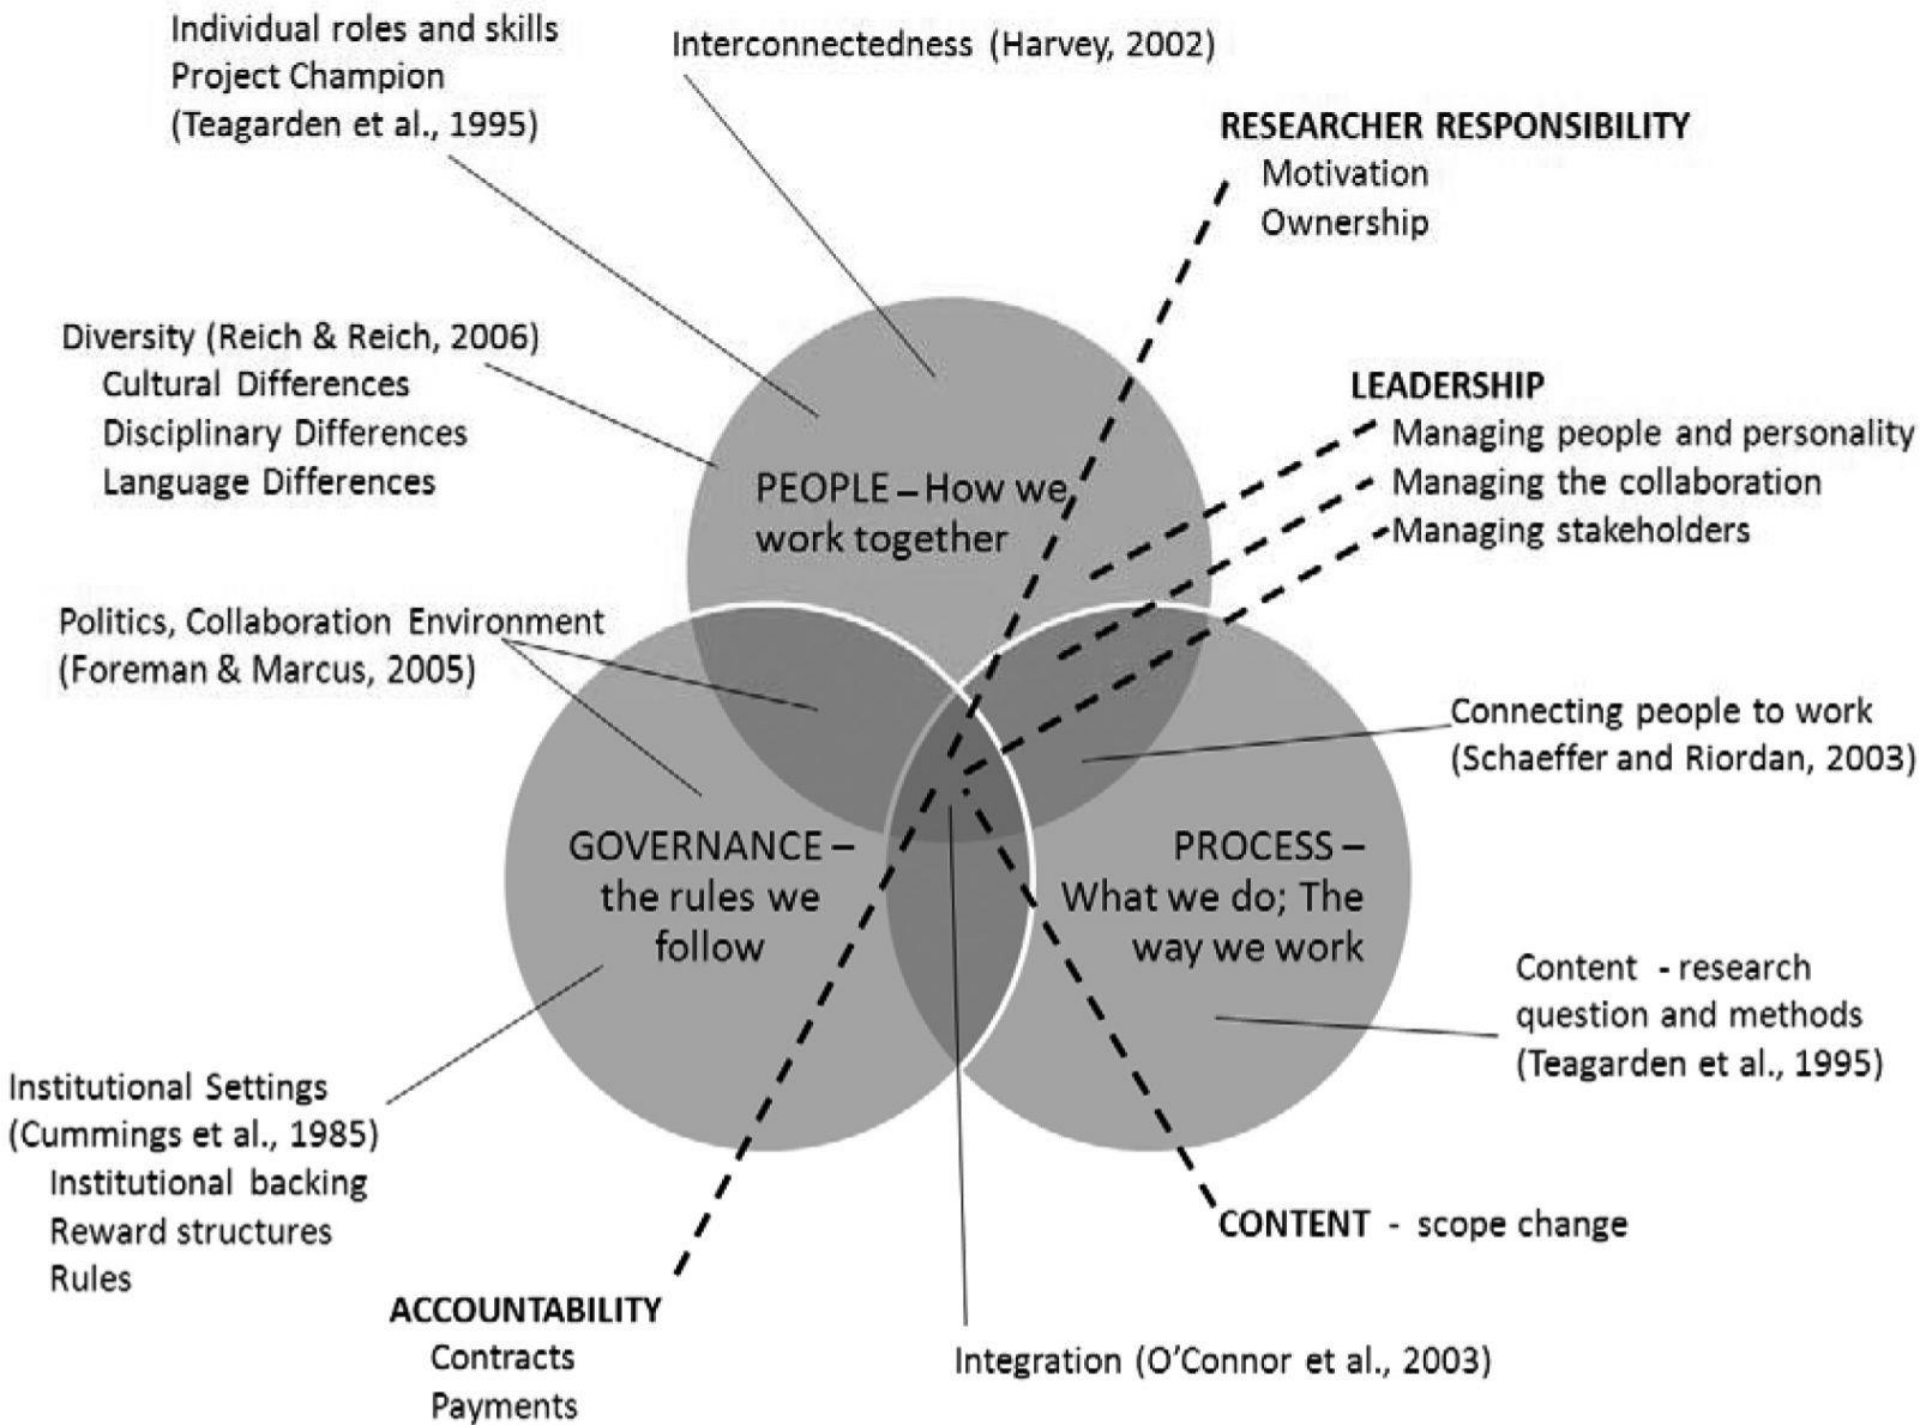 Individual roles and skills
Project Champion
(Teagarden et al., 1995)
Interconnectedness (Harvey, 2002)
RESEARCHER RESPONSIBILITY
Motivation
Ownership
Diversity (Reich & Reich, 2006)
Cultural Differences
Disciplinary Differences
Language Differences
LEADERSHIP
Managing people and personality
Managing the collaboration
Managing stakeholders
PEOPLE – How we
work together
Politics, Collaboration Environment
(Foreman & Marcus, 2005)
Connecting people to work
(Schaeffer and Riordan, 2003)
GOVERNANCE –
the rules we
follow
PROCESS –
What we do; The
way we work
Content - research
question and methods
(Teagarden et al., 1995)
Institutional Settings
(Cummings et al., 1985)
Institutional backing
Reward structures
Rules
CONTENT - scope change
ACCOUNTABILITY
Contracts
Payments
Integration (O’Connor et al., 2003)